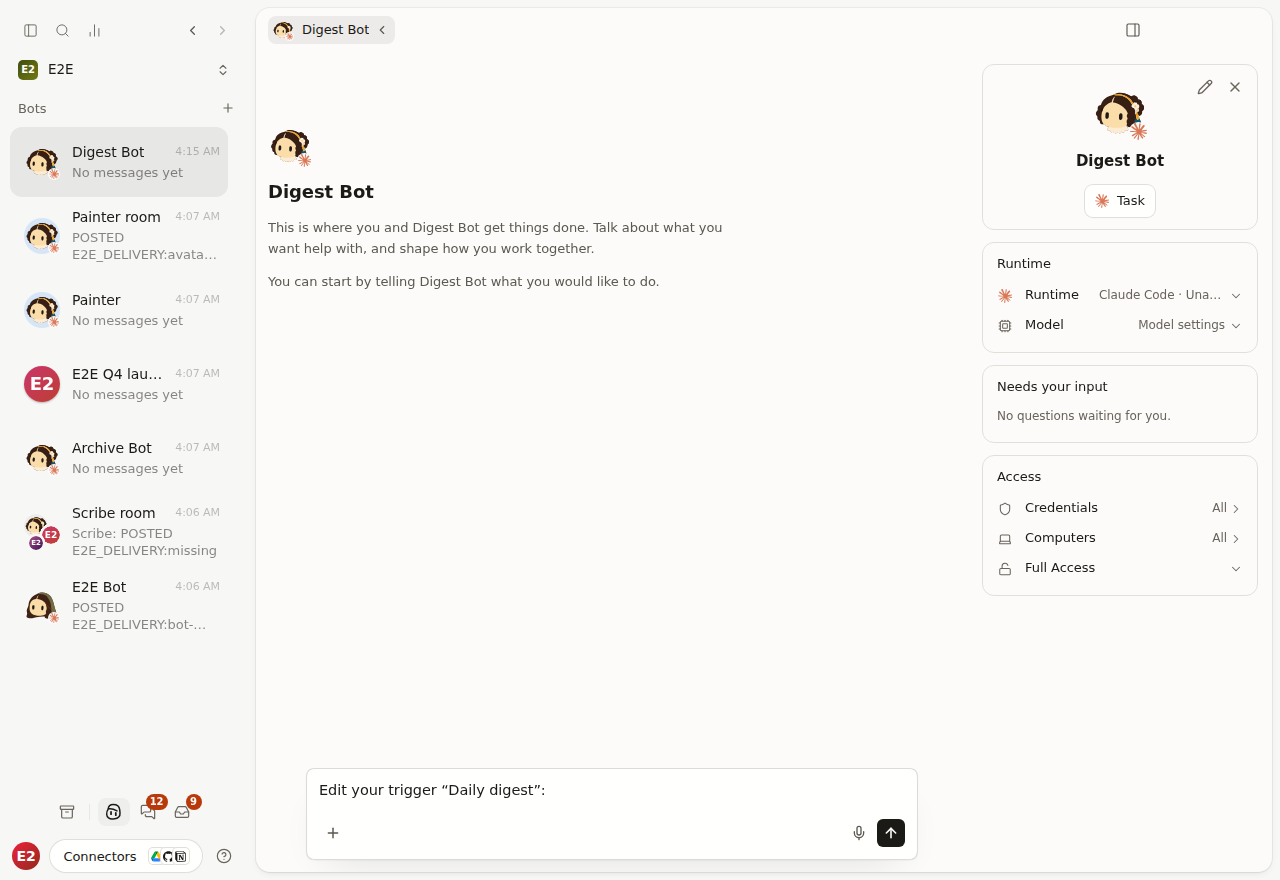 E2 E2E
Bots
Digest Bot 4:15 AM
No messages yet
Painter room 4:07 AM
POSTED
E2E_DELIVERY:avata…
Painter 4:07 AM
No messages yet
E2 E2E Q4 lau… 4:07 AM
No messages yet
Archive Bot 4:07 AM
No messages yet
Scribe room 4:06 AM
E2 Scribe: POSTED
E2 E2E_DELIVERY:missing
E2E Bot 4:06 AM
POSTED
E2E_DELIVERY:bot-…
12 9
E2 Connectors
Digest Bot
Digest Bot
This is where you and Digest Bot get things done. Talk about what you
want help with, and shape how you work together.
You can start by telling Digest Bot what you would like to do.
Edit your trigger “Daily digest”:
Digest Bot
Task
Runtime
Runtime Claude Code · Una…
Model Model settings
Needs your input
No questions waiting for you.
Access
Credentials All
Computers All
Full Access